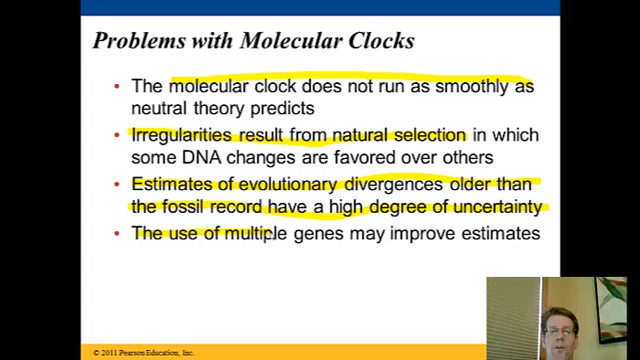 Problems with Molecular Clocks
• The molecular clock does not run as smoothly as
neutral theory predicts
• Irregularities result from natural selection in which
some DNA changes are favored over others
• Estimates of evolutionary divergences older than
the fossil record have a high degree of uncertainty
• The use of multiple genes may improve estimates
© 2011 Pearson Education, Inc.